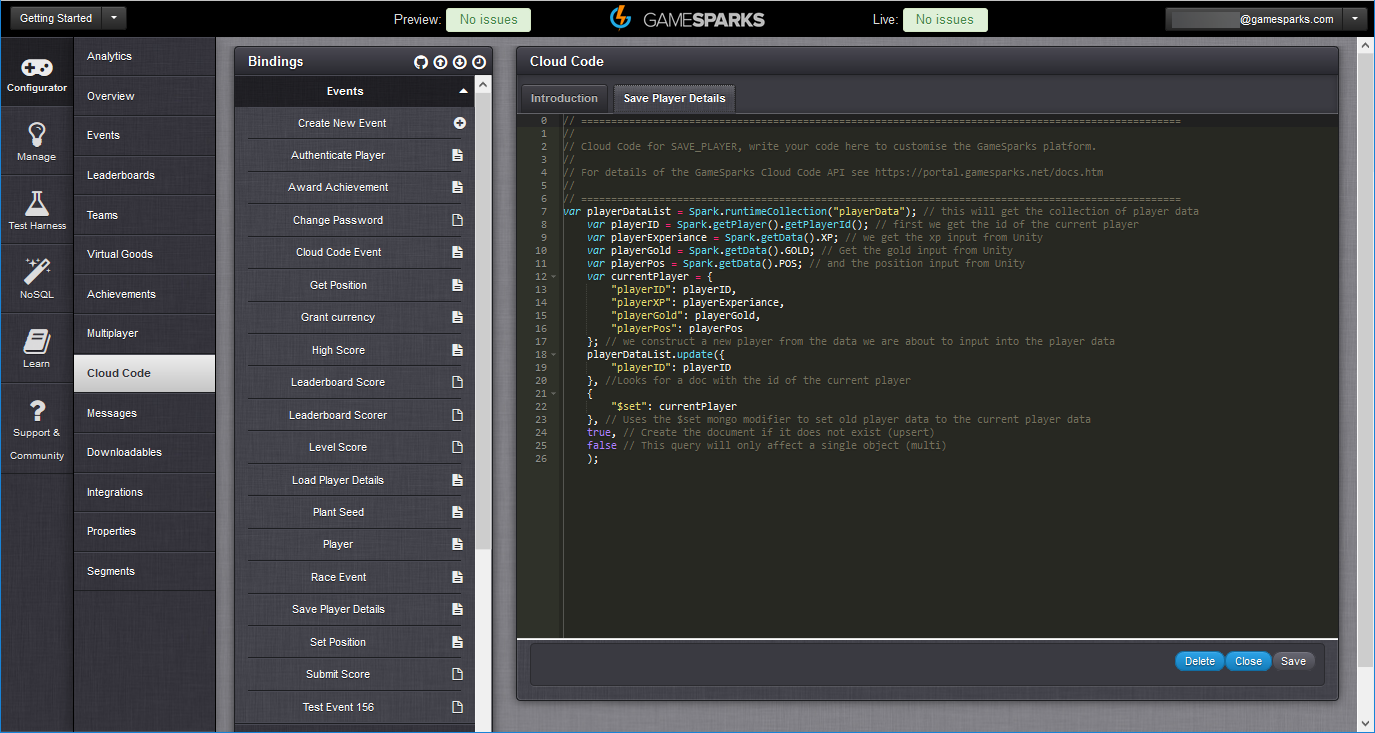 Getting Started
Preview: No issues
GAMESPARKS
Live: No issues
@gamesparks.com
Configurator
Manage
Test Harness
NoSQL
Learn
Support &
Community
Analytics
Overview
Events
Leaderboards
Teams
Virtual Goods
Achievements
Multiplayer
Cloud Code
Messages
Downloadables
Integrations
Properties
Segments
Bindings
Events
Create New Event
Authenticate Player
Award Achievement
Change Password
Cloud Code Event
Get Position
Grant currency
High Score
Leaderboard Score
Leaderboard Scorer
Level Score
Load Player Details
Plant Seed
Player
Race Event
Save Player Details
Set Position
Submit Score
Test Event 156
Cloud Code
Introduction
Save Player Details
0 // ====================================================================================================
1 //
2 // Cloud Code for SAVE_PLAYER, write your code here to customise the GameSparks platform.
3 //
4 // For details of the GameSparks Cloud Code API see https://portal.gamesparks.net/docs.htm
5 //
6 // ====================================================================================================
7 var playerDataList = Spark.runtimeCollection("playerData"); // this will get the collection of player data
8 var playerID = Spark.getPlayer().getPlayerId(); // first we get the id of the current player
9 var playerExperiance = Spark.getData().XP; // we get the xp input from Unity
10 var playerGold = Spark.getData().GOLD; // Get the gold input from Unity
11 var playerPos = Spark.getData().POS; // and the position input from Unity
12 var currentPlayer = {
13 "playerID": playerID,
14 "playerXP": playerExperiance,
15 "playerGold": playerGold,
16 "playerPos": playerPos
17 }; // we construct a new player from the data we are about to input into the player data
18 playerDataList.update({
19 "playerID": playerID
20 }, //Looks for a doc with the id of the current player
21 {
22 "$set": currentPlayer
23 }, // Uses the $set mongo modifier to set old player data to the current player data
24 true, // Create the document if it does not exist (upsert)
25 false // This query will only affect a single object (multi)
26 );
Delete
Close
Save